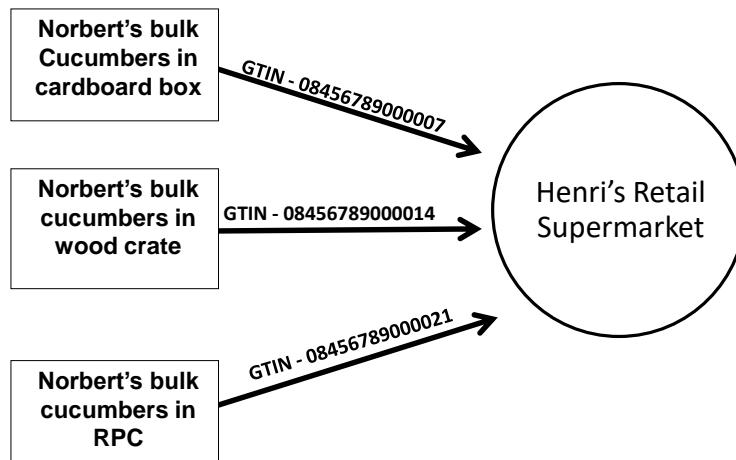 Norbert’s bulk
Cucumbers in
cardboard box
GTIN - 08456789000007
Norbert’s bulk
cucumbers in
wood crate
GTIN - 08456789000014
Henri’s Retail
Supermarket
Norbert’s bulk
cucumbers in
RPC
GTIN - 08456789000021